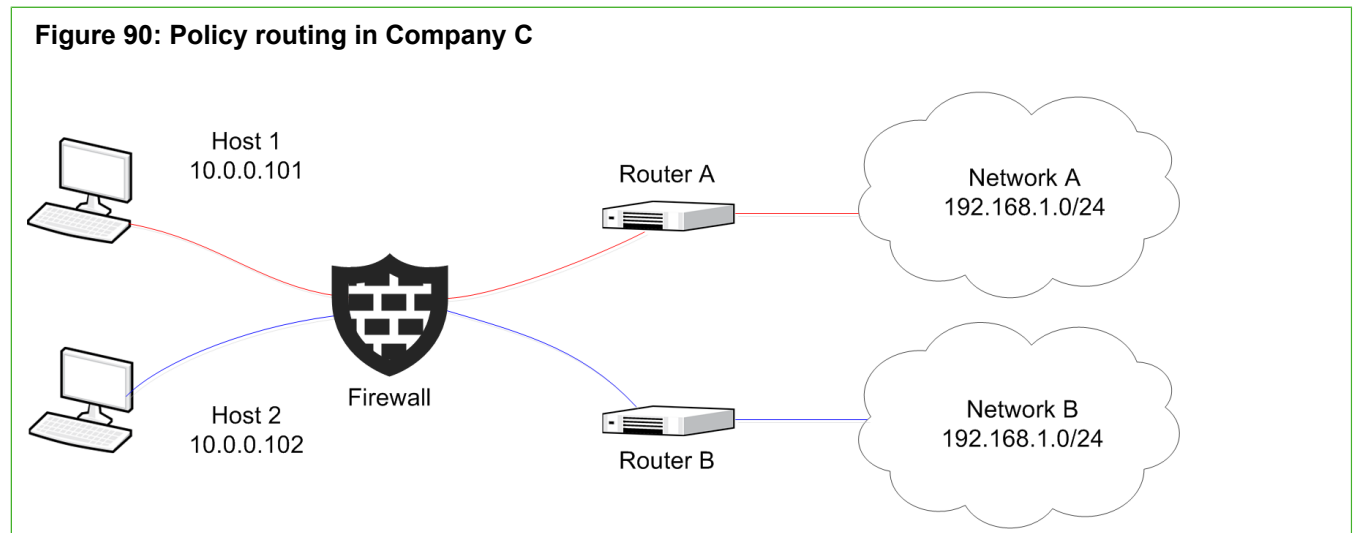 Figure 90: Policy routing in Company C
Host 1
10.0.0.101
Router A
Network A
192.168.1.0/24
Firewall
Host 2
10.0.0.102
Router B
Network B
192.168.1.0/24